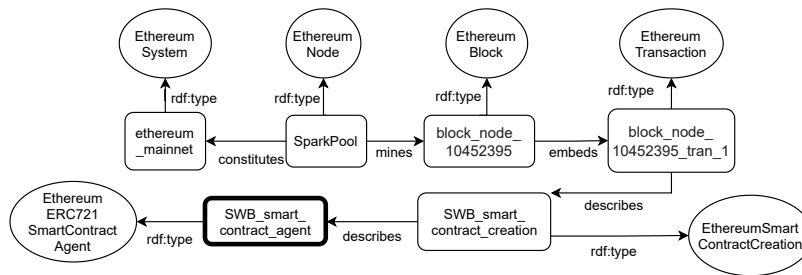 Ethereum
System
Ethereum
Node
Ethereum
Block
Ethereum
Transaction
rdf:type
rdf:type
rdf:type
rdf:type
ethereum
_mainnet
constitutes
SparkPool
mines
block_node_
10452395
embeds
block_node_
10452395_tran_1
describes
Ethereum
ERC721
SmartContract
Agent
rdf:type
SWB_smart_
contract_agent
describes
SWB_smart_
contract_creation
rdf:type
EthereumSmart
ContractCreation